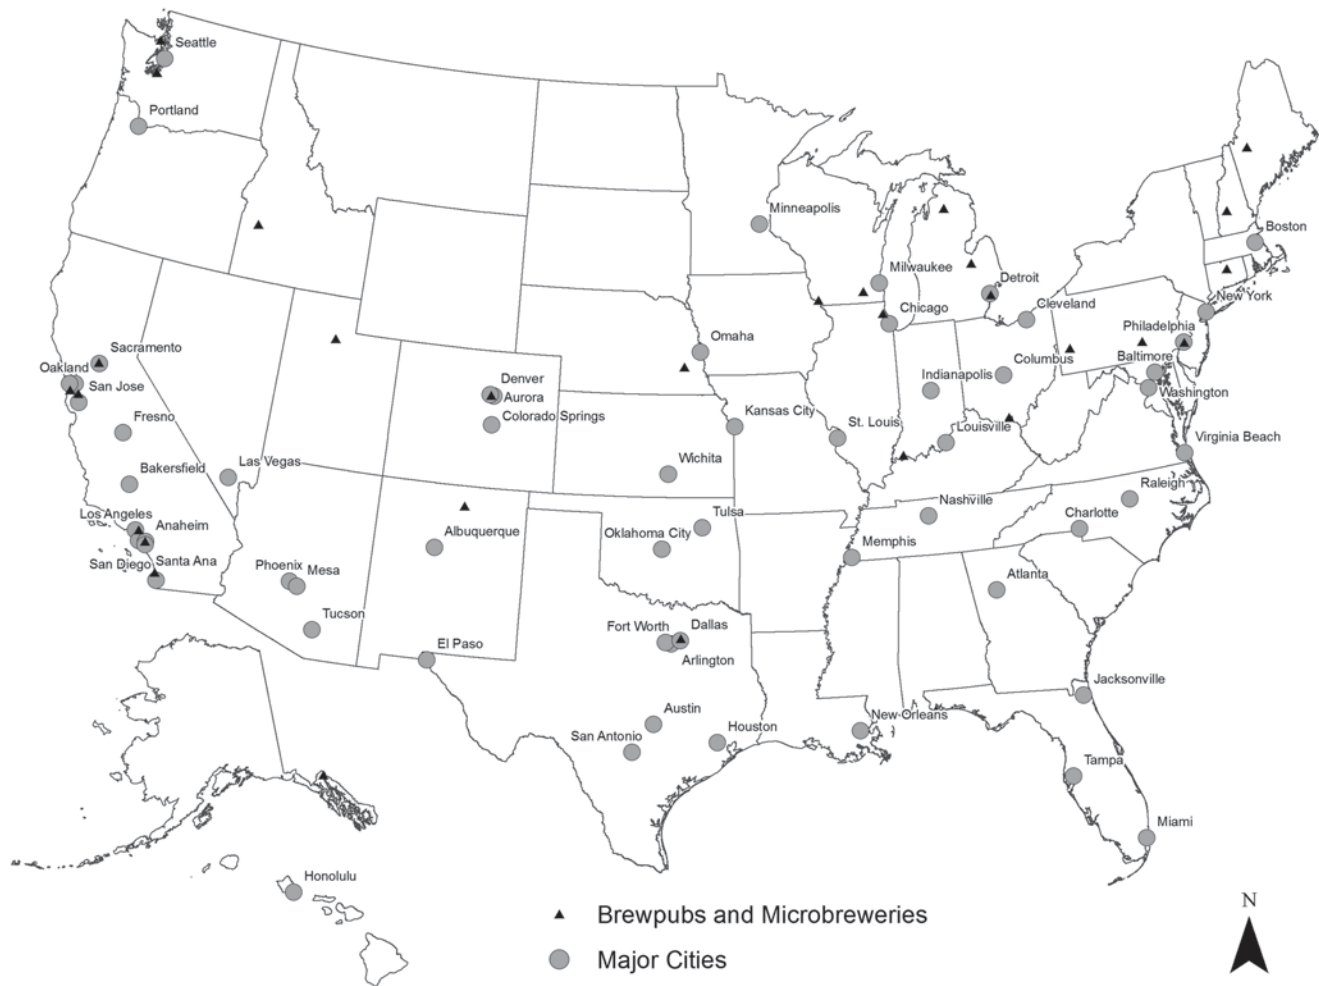 Seattle
Portland
Minneapolis
Boston
Milwaukee
Detroit
New York
Chicago
Cleveland
Philadelphia
Sacramento
Omaha
Baltimore
Oakland
Columbus
Denver
Indianapolis
San Jose
Aurora
Washington
Colorado Springs
Fresno
Kansas City
St. Louis
Louisville
Virginia Beach
Wichita
Las Vegas
Bakersfield
Raleigh
Nashville
Los Angeles
Anaheim
Tulsa
Charlotte
Albuquerque
Oklahoma City
Memphis
San Diego
Santa Ana
Phoenix
Mesa
Atlanta
Tucson
Fort Worth
Dallas
El Paso
Arlington
Jacksonville
Austin
New Orleans
Houston
San Antonio
Tampa
Miami
Honolulu
N
Brewpubs and Microbreweries
Major Cities